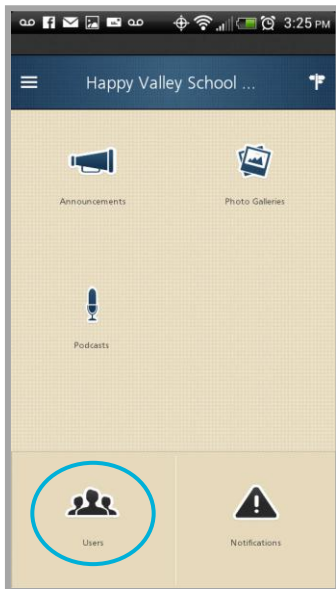 3:25 PM
Happy Valley School ...
Announcements
Photo Galleries
Podcasts
Users
Notifications